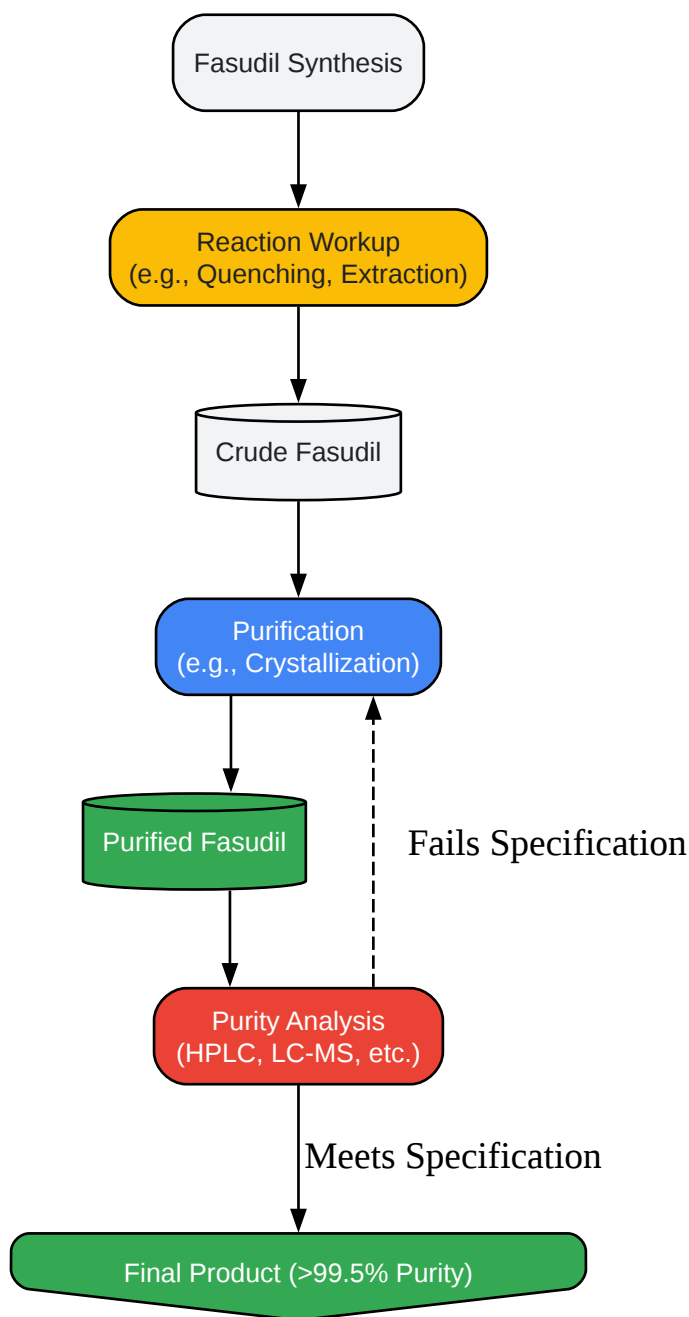 Fasudil Synthesis
Reaction Workup
(e.g., Quenching, Extraction)
Crude Fasudil
Purification
(e.g., Crystallization)
Purified Fasudil
Fails Specification
Purity Analysis
(HPLC, LC-MS, etc.)
Meets Specification
Final Product (>99.5% Purity)